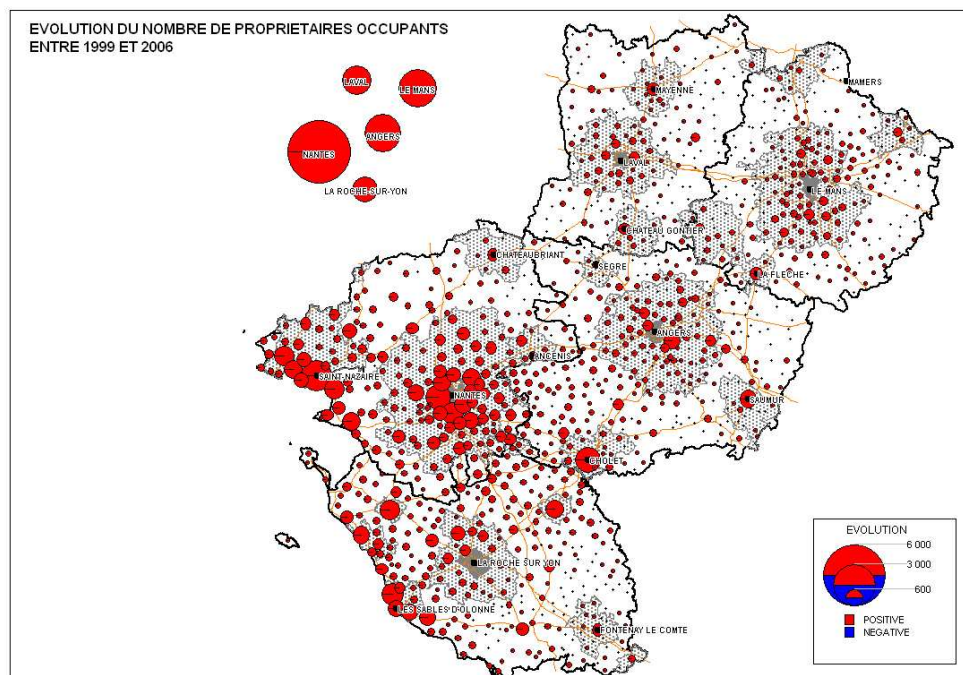 EVOLUTION DU NOMBRE DE PROPRIETAIRES OCCUPANTS
ENTRE 1999 ET 2006
LAVAL
LE MANS
ANGERS
NANTES
LA ROCHE-SUR-YON
MAYENNE
MAMERS
LAVAL
LE MANS
CHATEAU GONTIER
CHATEAUBRIANT
SEGRE
LA FLECHE
ANGERS
ANCENIS
SAINT-NAZAIRE
NANTES
SAUMUR
CHOLET
LA ROCHE SUR YON
LES SABLES D'OLONNE
FONTENAY LE COMTE
EVOLUTION
6 000
3 000
600
POSITIVE
NEGATIVE